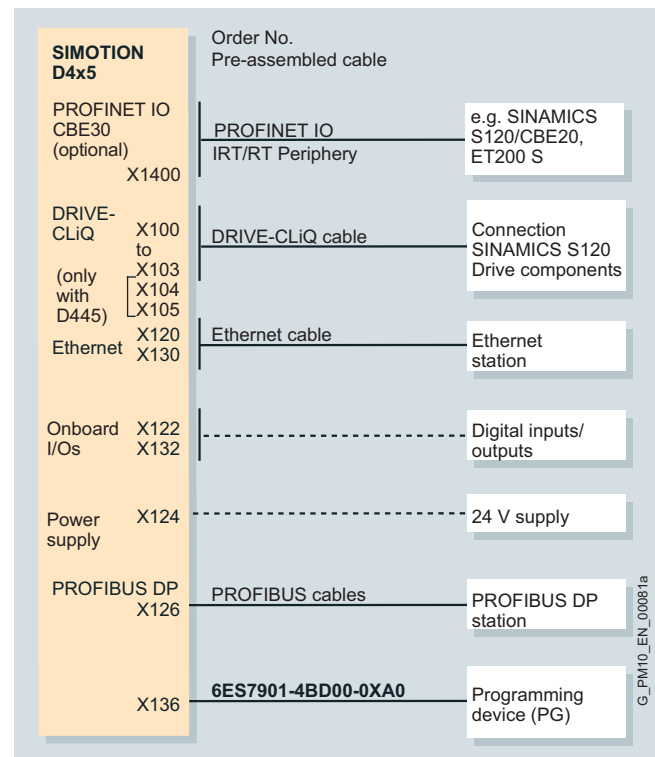 SIMOTION
D4x5
Order No.
Pre-assembled cable
PROFINET IO
CBE30
(optional)
X1400
PROFINET IO
IRT/RT Periphery
e.g. SINAMICS
S120/CBE20,
ET200 S
DRIVE-
CLiQ
X100
to
X103
X104
X105
(only
with
D445)
DRIVE-CLiQ cable
Connection
SINAMICS S120
Drive components
Ethernet
X120
X130
Ethernet cable
Ethernet
station
Onboard
I/Os
X122
X132
Digital inputs/
outputs
Power
supply
X124
24 V supply
PROFIBUS DP
X126
PROFIBUS cables
PROFIBUS DP
station
X136
6ES7901-4BD00-0XA0
Programming
device (PG)
G_PM10_EN_00081a